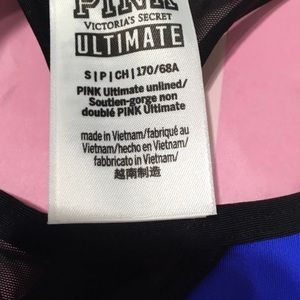 PINK
VICTORIA'S SECRET
ULTIMATE
S|P|CH|170/68A
PINK Ultimate unlined/
Soutien-gorge non
doublé PINK Ultimate
made in Vietnam/fabriqué au
Vietnam/hecho en Vietnam/
fabbricato in Vietnam/
越南制造